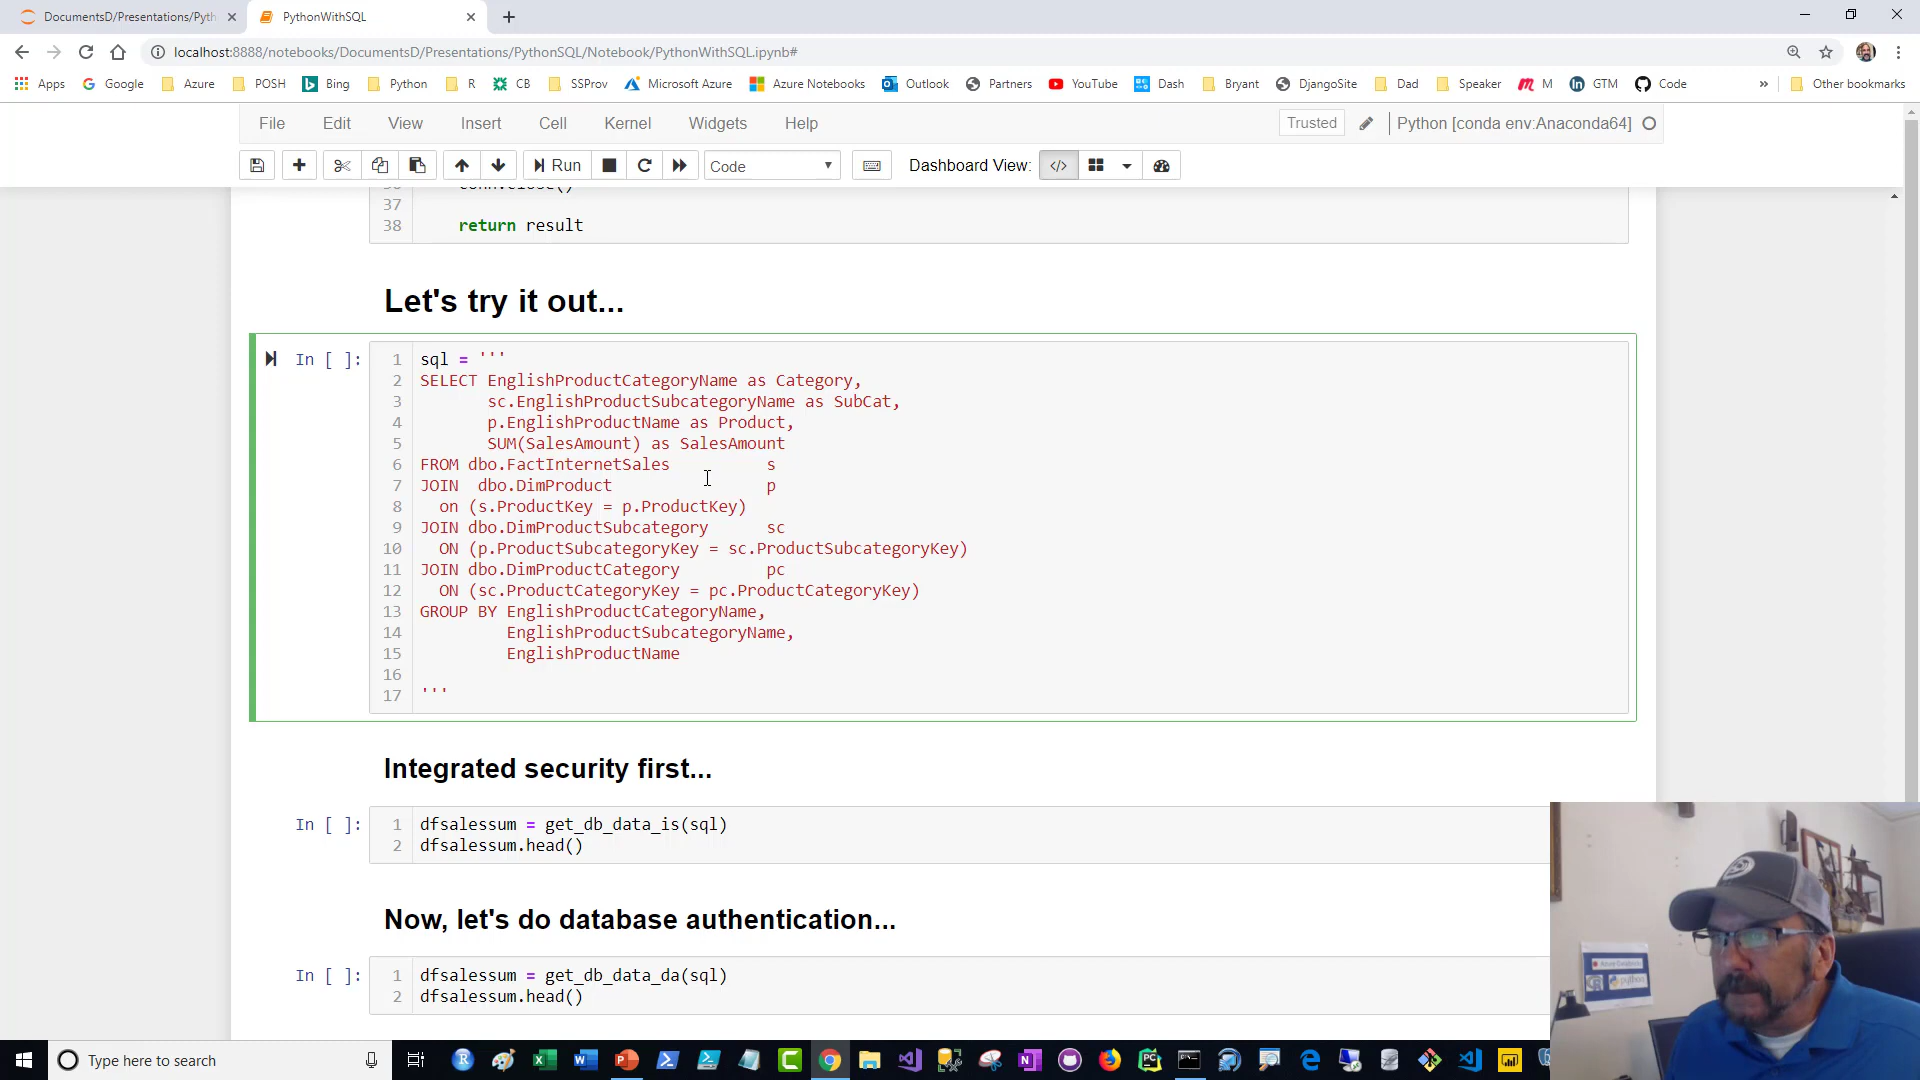 DocumentsD/Presentations/Pyth
PythonWithSQL
localhost:8888/notebooks/DocumentsD/Presentations/PythonSQL/Notebook/PythonWithSQL.ipynb#
Apps Google Azure POSH Bing Python R CB SSProv Microsoft Azure Azure Notebooks Outlook Partners YouTube Dash Bryant DjangoSite Dad Speaker M GTM Code » Other bookmarks
File Edit View Insert Cell Kernel Widgets Help Trusted Python [conda env:Anaconda64]
Run Code Dashboard View:
37
38 return result
Let's try it out...
In [ ]: 1 sql = '''
2 SELECT EnglishProductCategoryName as Category,
3 sc.EnglishProductSubcategoryName as SubCat,
4 p.EnglishProductName as Product,
5 SUM(SalesAmount) as SalesAmount
6 FROM dbo.FactInternetSales s
7 JOIN dbo.DimProduct p
8 on (s.ProductKey = p.ProductKey)
9 JOIN dbo.DimProductSubcategory sc
10 ON (p.ProductSubcategoryKey = sc.ProductSubcategoryKey)
11 JOIN dbo.DimProductCategory pc
12 ON (sc.ProductCategoryKey = pc.ProductCategoryKey)
13 GROUP BY EnglishProductCategoryName,
14 EnglishProductSubcategoryName,
15 EnglishProductName
16
17 '''
Integrated security first...
In [ ]: 1 dfsalessum = get_db_data_is(sql)
2 dfsalessum.head()
Now, let's do database authentication...
In [ ]: 1 dfsalessum = get_db_data_da(sql)
2 dfsalessum.head()
python
Type here to search